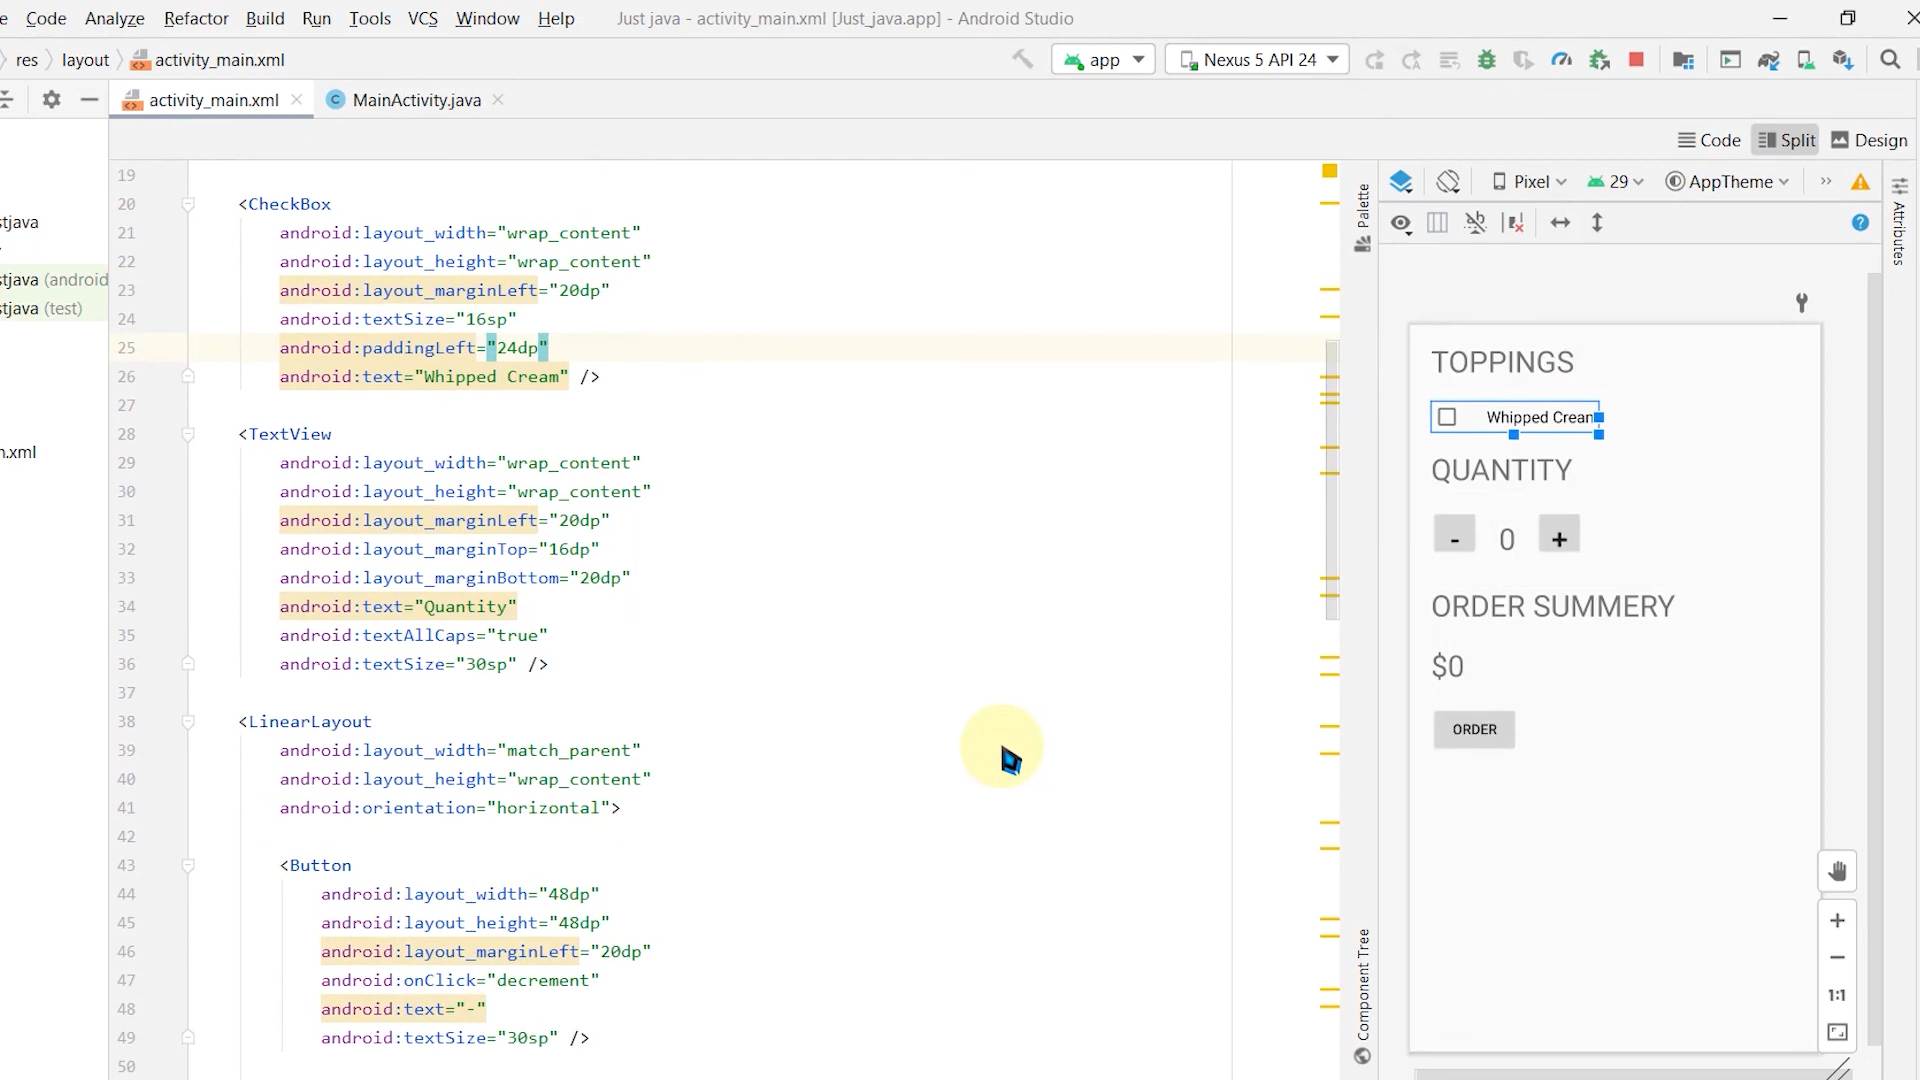 e Code Analyze Refactor Build Run Tools VCS Window Help Just java - activity_main.xml [Just_java.app] - Android Studio
res layout activity_main.xml app Nexus 5 API 24
activity_main.xml MainActivity.java
Code Split Design
19
20 <CheckBox
21 android:layout_width="wrap_content"
22 android:layout_height="wrap_content"
23 android:layout_marginLeft="20dp"
24 android:textSize="16sp"
25 android:paddingLeft="24dp"
26 android:text="Whipped Cream" />
27
28 <TextView
29 android:layout_width="wrap_content"
30 android:layout_height="wrap_content"
31 android:layout_marginLeft="20dp"
32 android:layout_marginTop="16dp"
33 android:layout_marginBottom="20dp"
34 android:text="Quantity"
35 android:textAllCaps="true"
36 android:textSize="30sp" />
37
38 <LinearLayout
39 android:layout_width="match_parent"
40 android:layout_height="wrap_content"
41 android:orientation="horizontal">
42
43 <Button
44 android:layout_width="48dp"
45 android:layout_height="48dp"
46 android:layout_marginLeft="20dp"
47 android:onClick="decrement"
48 android:text="-"
49 android:textSize="30sp" />
50
stjava
stjava (android
stjava (test)
n.xml
Palette
Component Tree
Pixel 29 AppTheme
Attributes
TOPPINGS
Whipped Cream
QUANTITY
- 0 +
ORDER SUMMERY
$0
ORDER
1:1